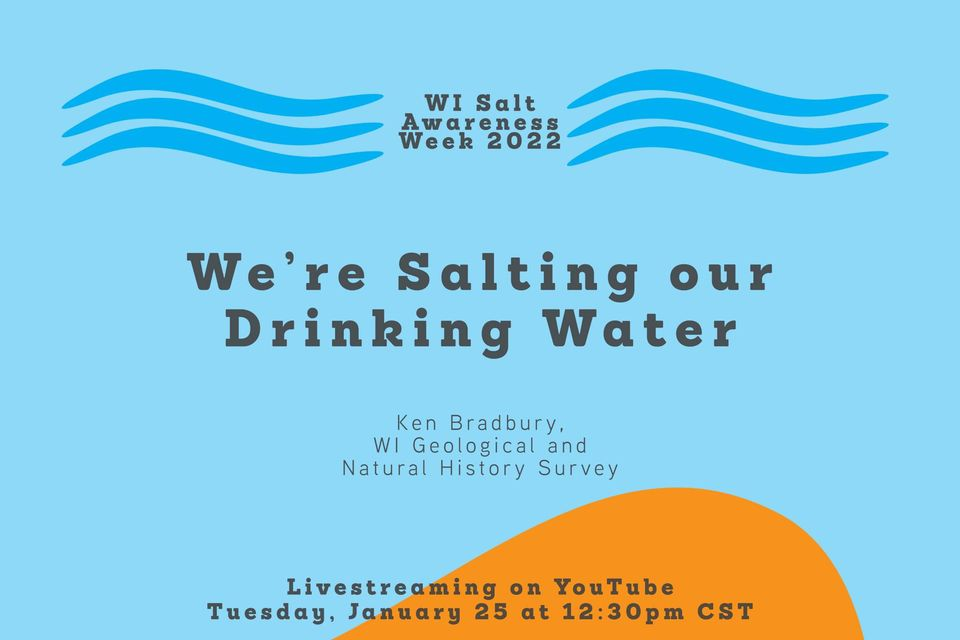 WI Salt
Awareness
Week 2022
We’re Salting our
Drinking Water
Ken Bradbury,
WI Geological and
Natural History Survey
Livestreaming on YouTube
Tuesday, January 25 at 12:30pm CST